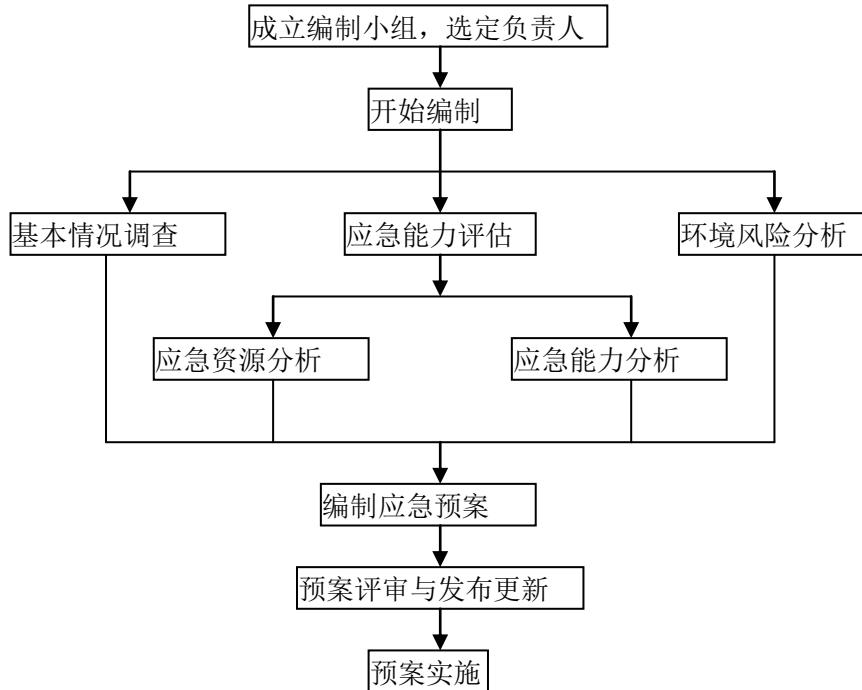 成立编制小组，选定负责人
开始编制
基本情况调查
应急能力评估
环境风险分析
应急资源分析
应急能力分析
编制应急预案
预案评审与发布更新
预案实施